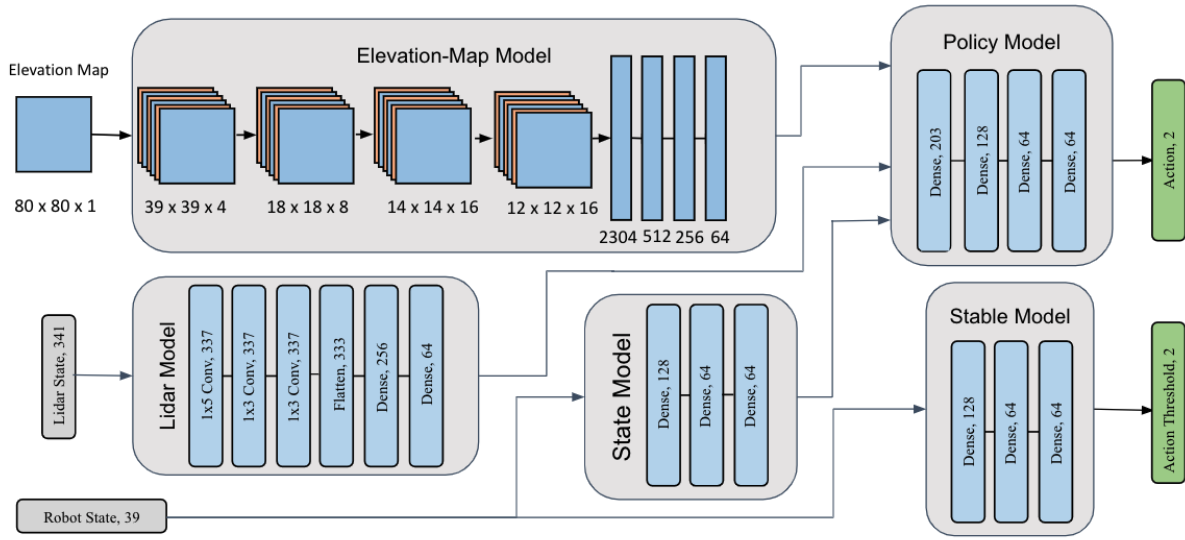 Elevation Map
80 x 80 x 1
Elevation-Map Model
39 x 39 x 4
18 x 18 x 8
14 x 14 x 16
12 x 12 x 16
2304
512
256
64
Policy Model
Dense, 203
Dense, 128
Dense, 64
Dense, 64
Action, 2
Lidar State, 341
Lidar Model
1x5 Conv, 337
1x3 Conv, 337
1x3 Conv, 337
Flatten, 333
Dense, 256
Dense, 64
State Model
Dense, 128
Dense, 64
Dense, 64
Stable Model
Dense, 128
Dense, 64
Dense, 64
Action Threshold, 2
Robot State, 39